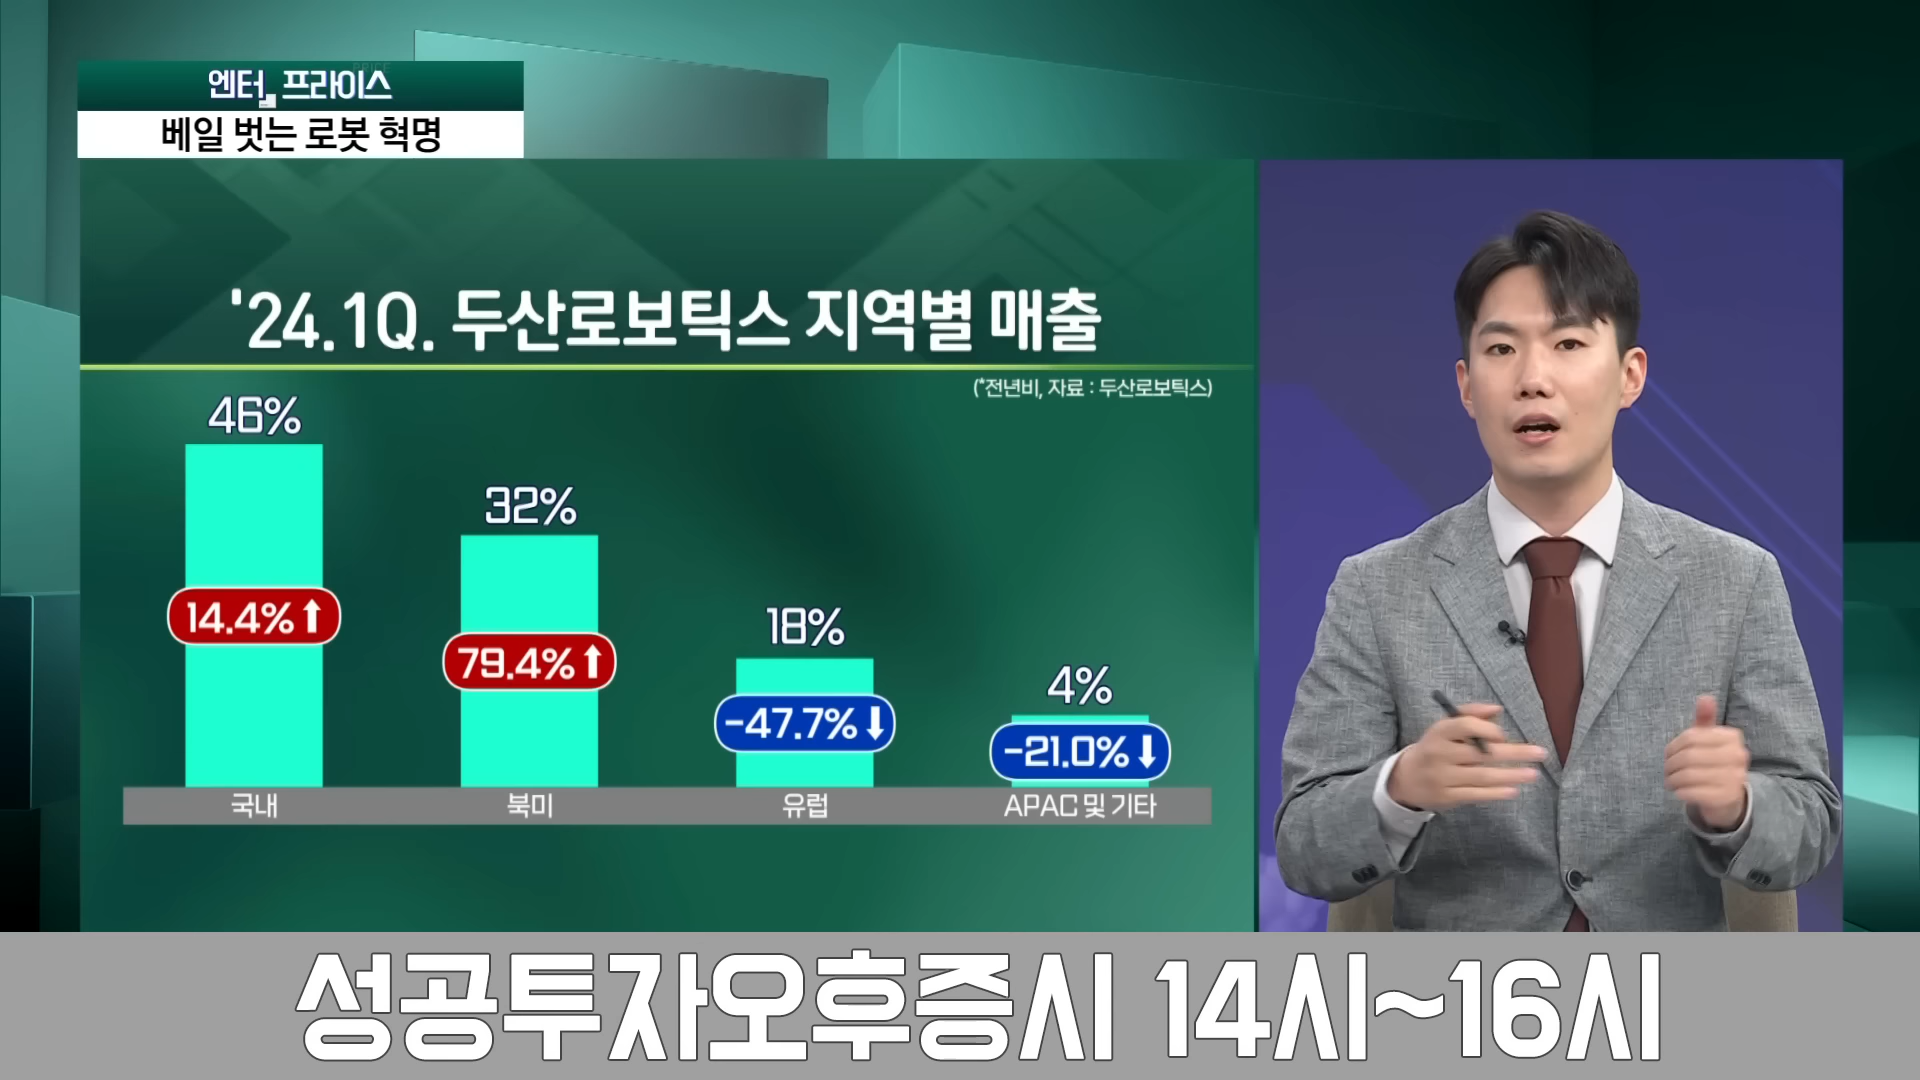 엔터 프라이스
PRICE
베일 벗는 로봇 혁명
'24.1Q. 두산로보틱스 지역별 매출
(*전년비, 자료 : 두산로보틱스)
46%
32%
18%
4%
14.4%⬆
79.4%⬆
-47.7%⬇
-21.0%⬇
국내
북미
유럽
APAC 및 기타
성공투자오후증시 14시~16시